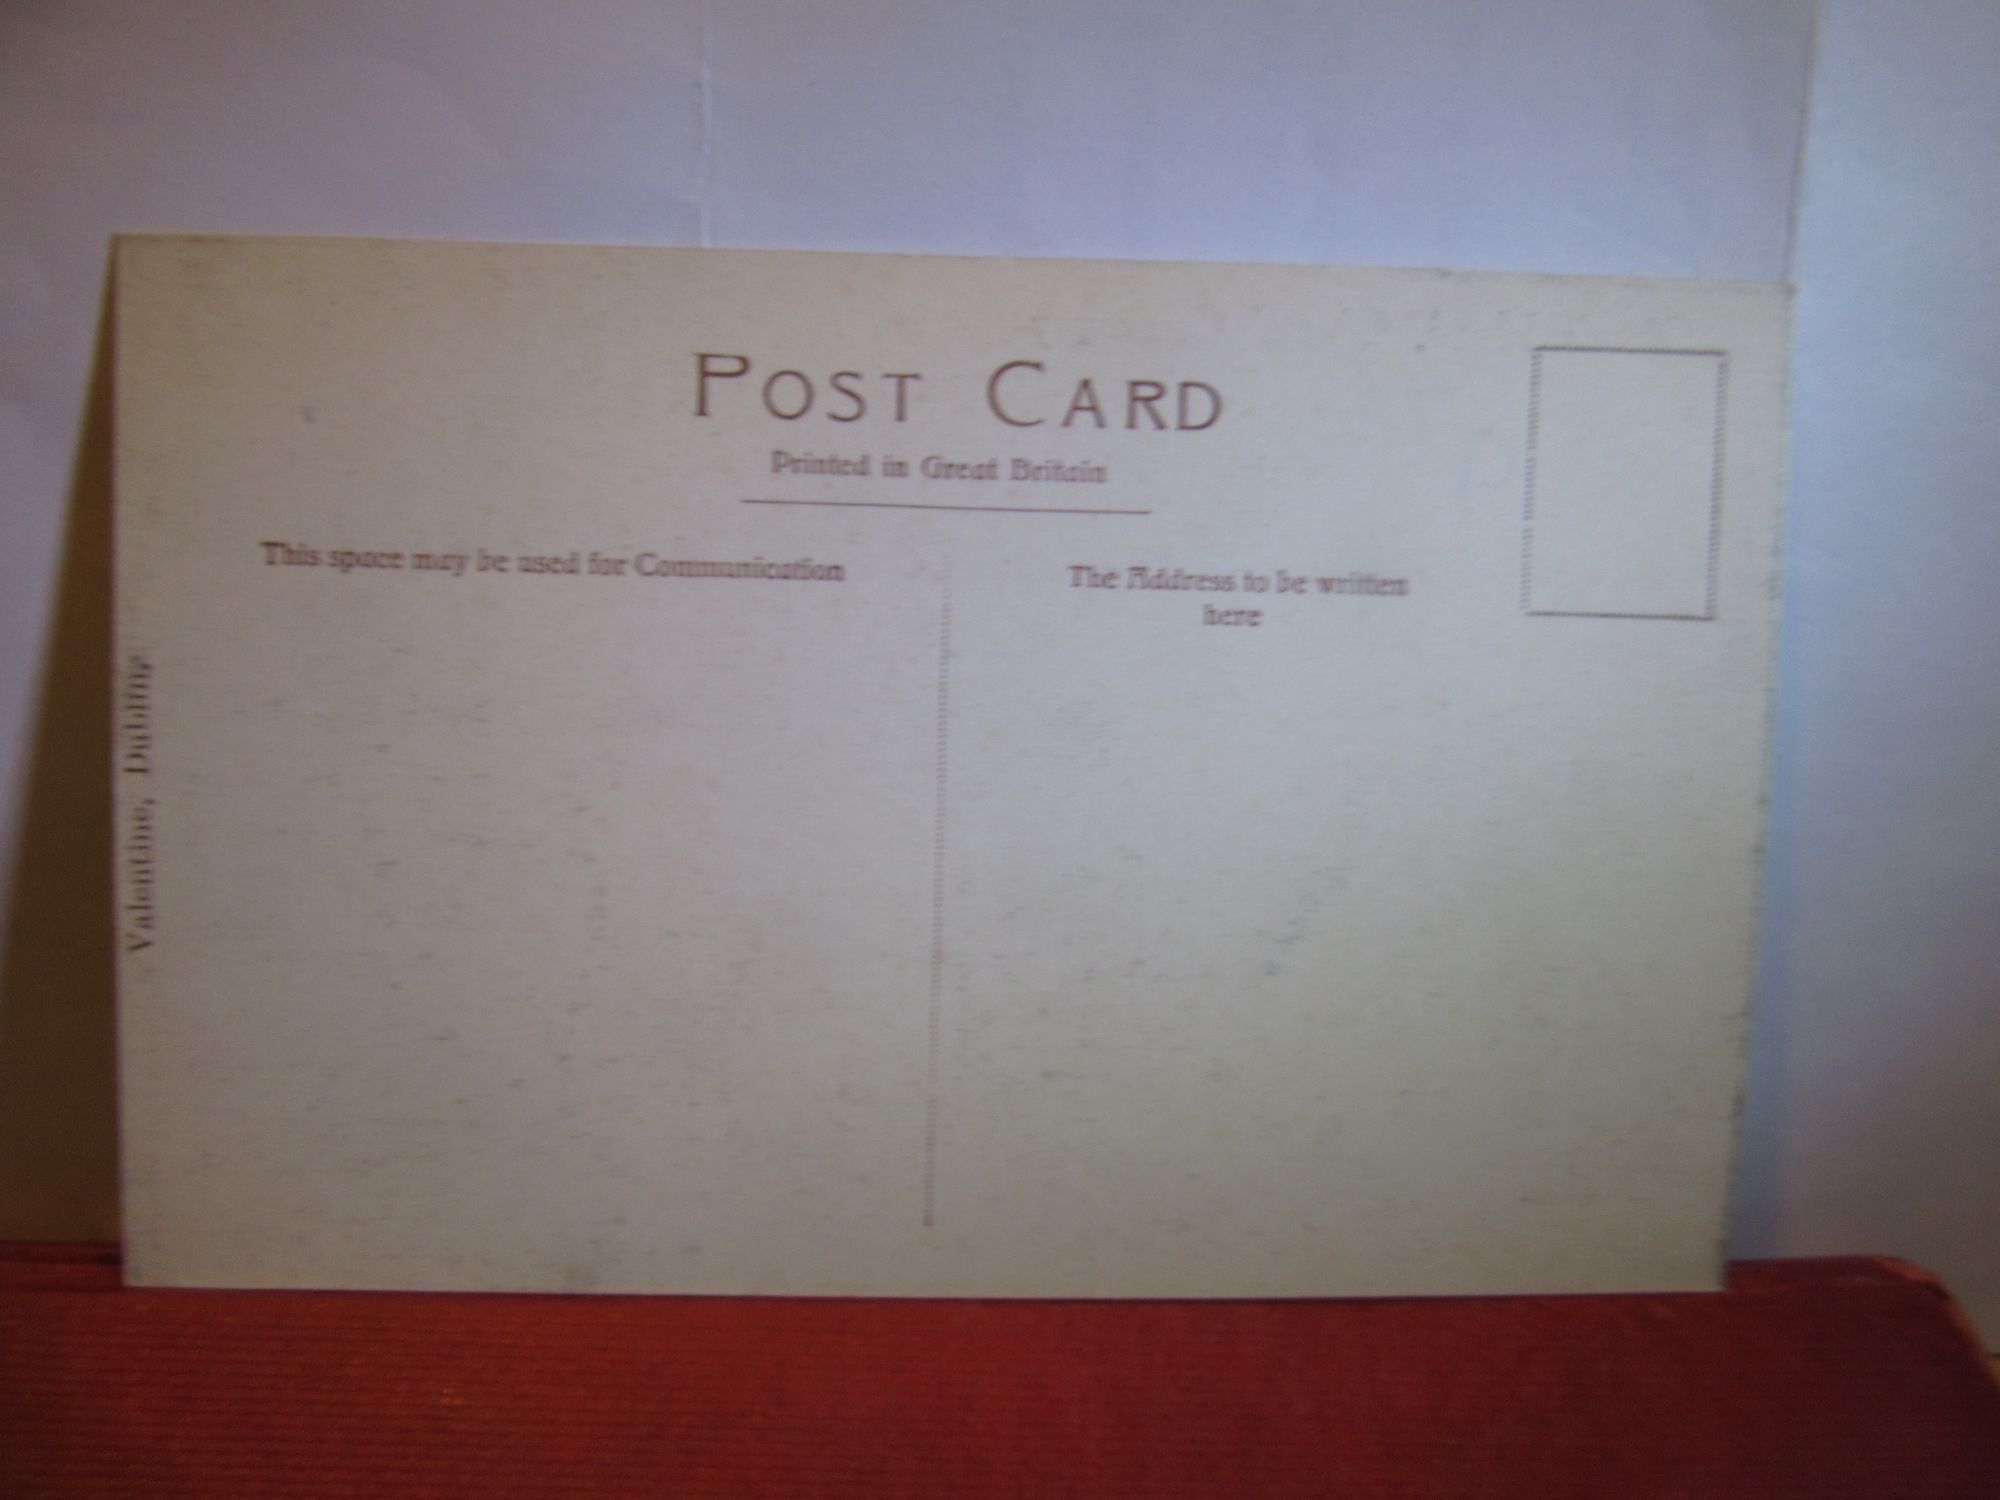 POST CARD
Printed in Great Britain
This space may be used for Communication
The Address to be written
here
Valentine, Dublin.